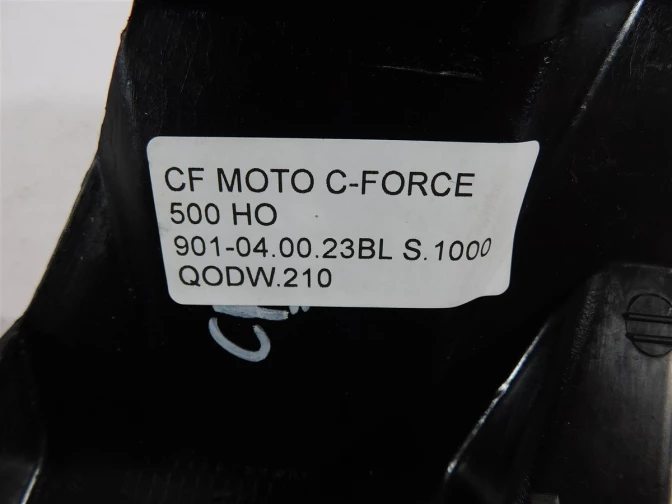 CF MOTO C-FORCE
500 HO
901-04.00.23BL S.1000
QODW.210